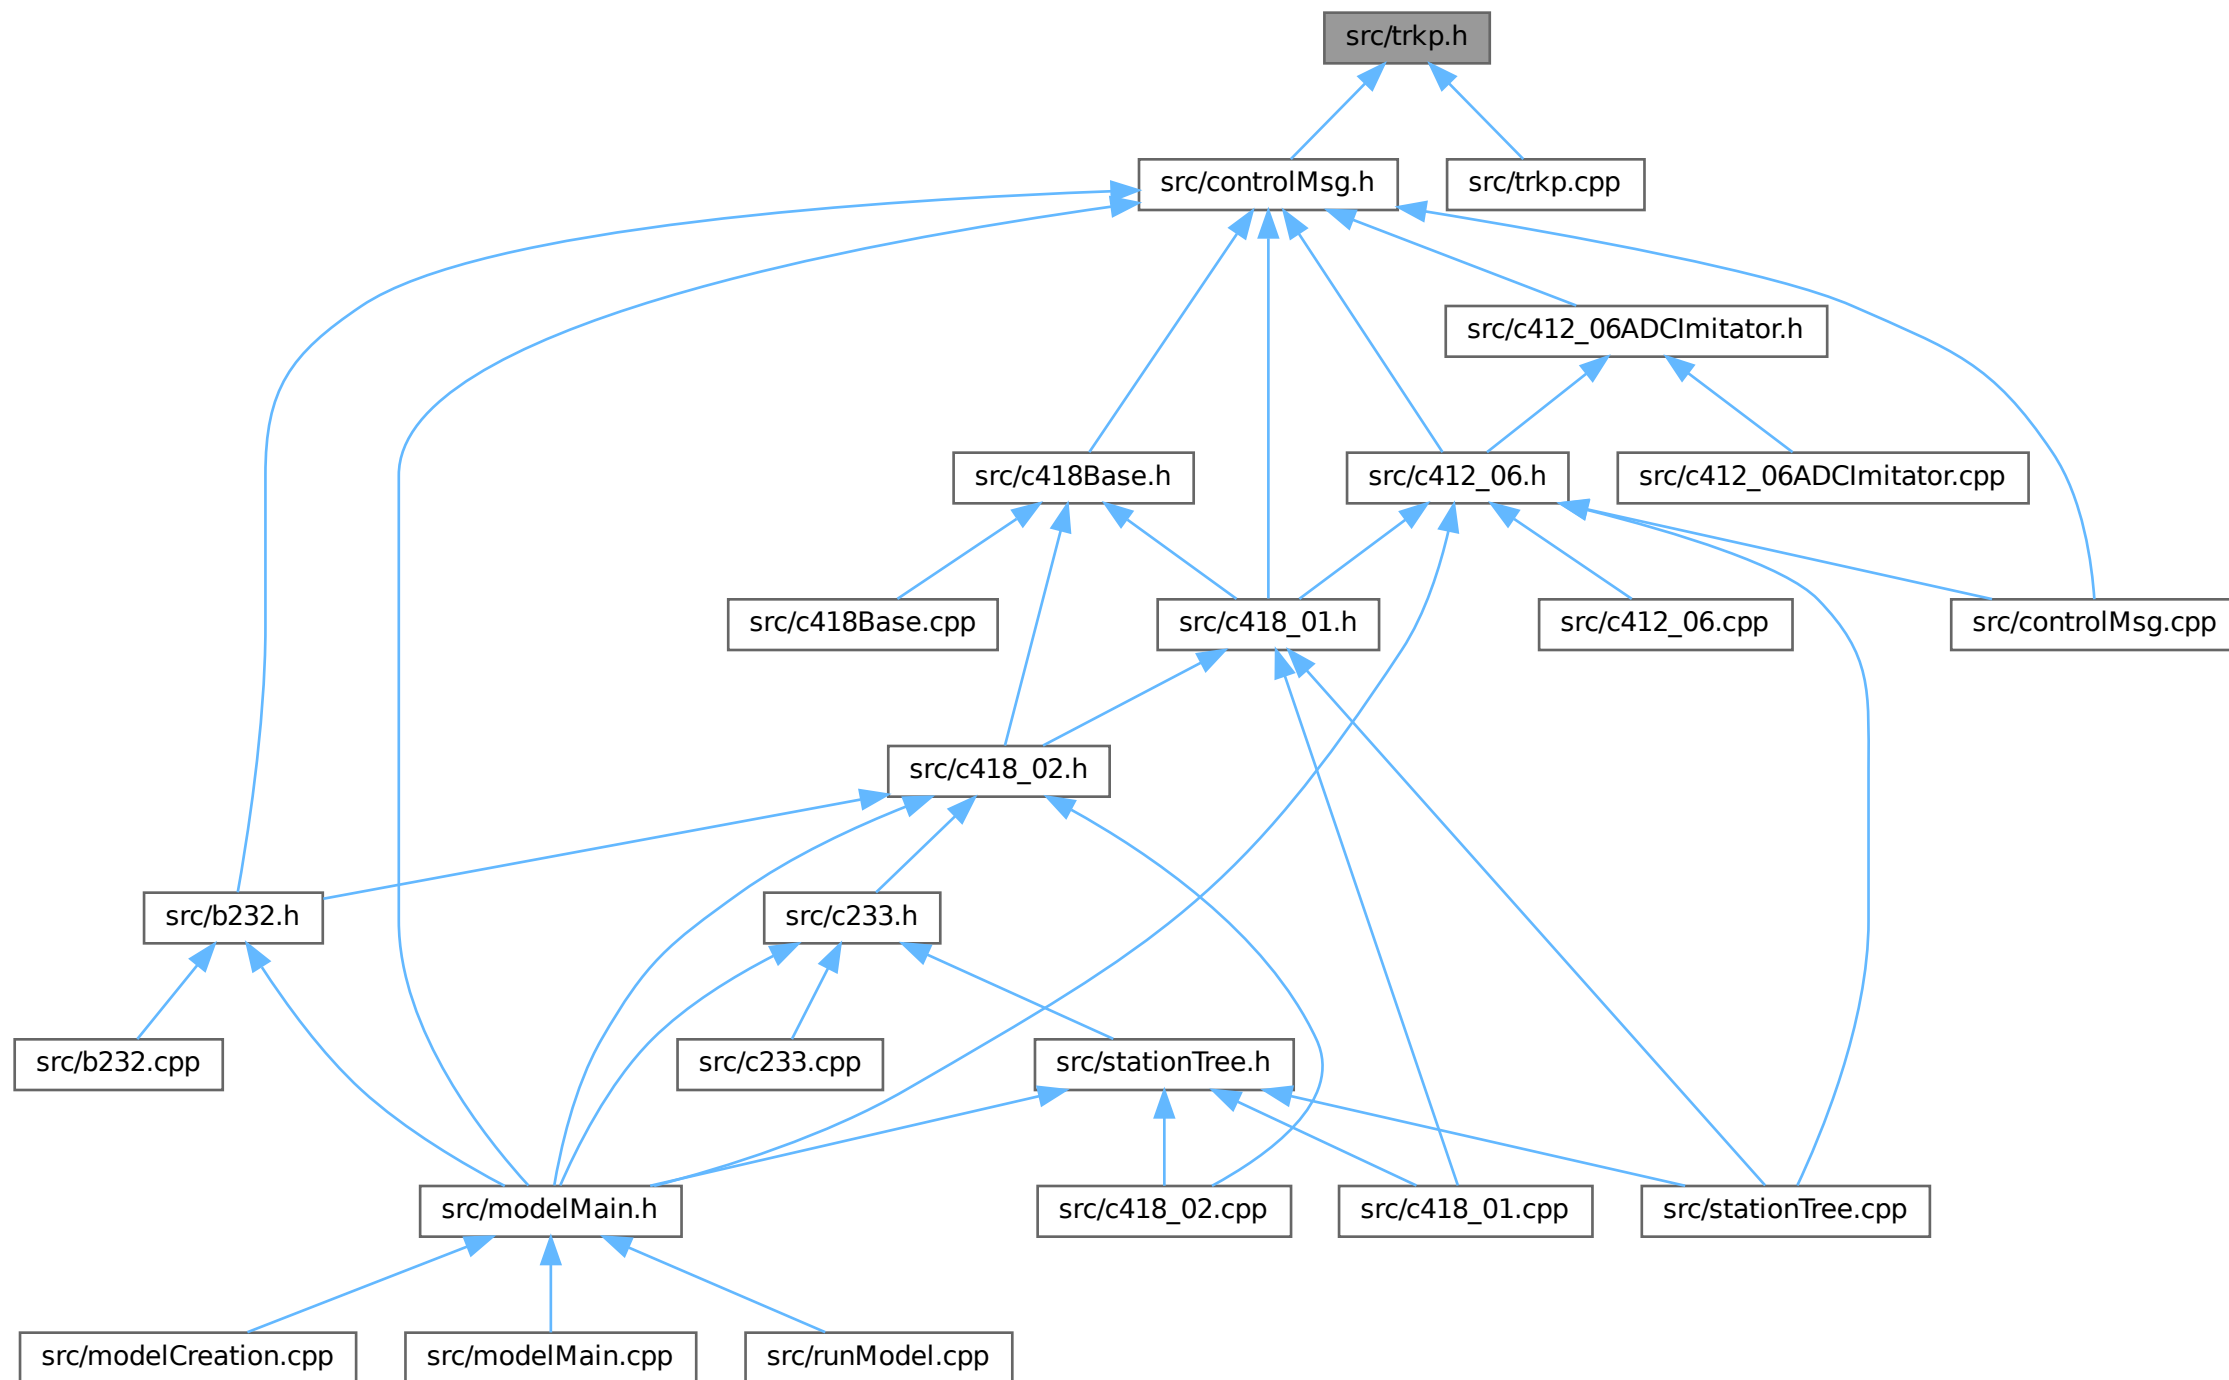 src/trkp.h
src/controlMsg.h
src/trkp.cpp
src/c412_06ADCImitator.h
src/c418Base.h
src/c412_06.h
src/c412_06ADCImitator.cpp
src/c418Base.cpp
src/c418_01.h
src/c412_06.cpp
src/controlMsg.cpp
src/c418_02.h
src/b232.h
src/c233.h
src/b232.cpp
src/c233.cpp
src/stationTree.h
src/modelMain.h
src/c418_02.cpp
src/c418_01.cpp
src/stationTree.cpp
src/modelCreation.cpp
src/modelMain.cpp
src/runModel.cpp